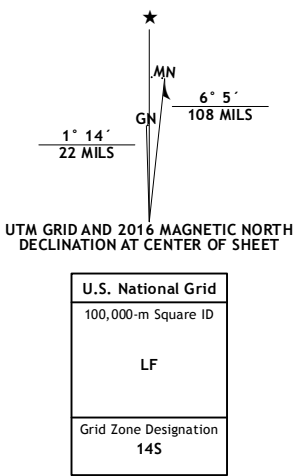 MN
GN
6° 5´
108 MILS
1° 14´
22 MILS
UTM GRID AND 2016 MAGNETIC NORTH
DECLINATION AT CENTER OF SHEET
U.S. National Grid
100,000-m Square ID
LF
Grid Zone Designation
14S